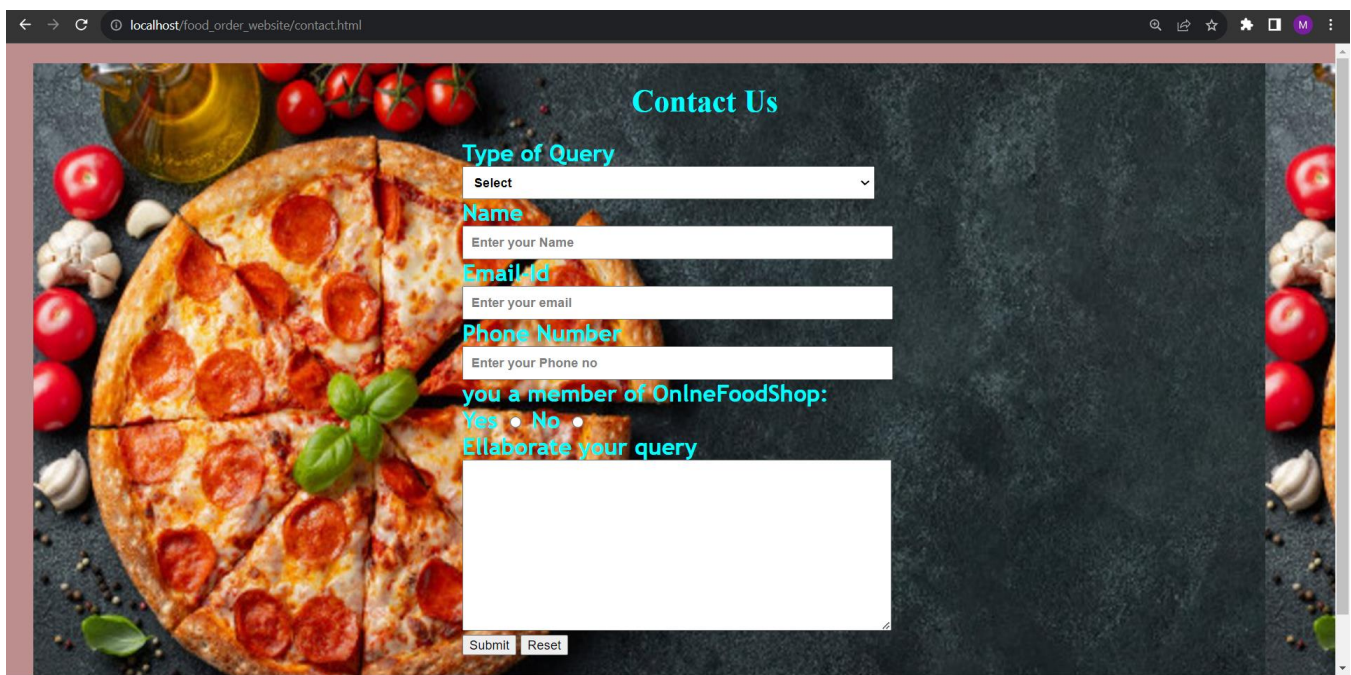 localhost/food_order_website/contact.html
M
Contact Us
Type of Query
Select
Name
Enter your Name
Email-Id
Enter your email
Phone Number
Enter your Phone no
you a member of OnlneFoodShop:
Yes No
Ellaborate your query
Submit Reset